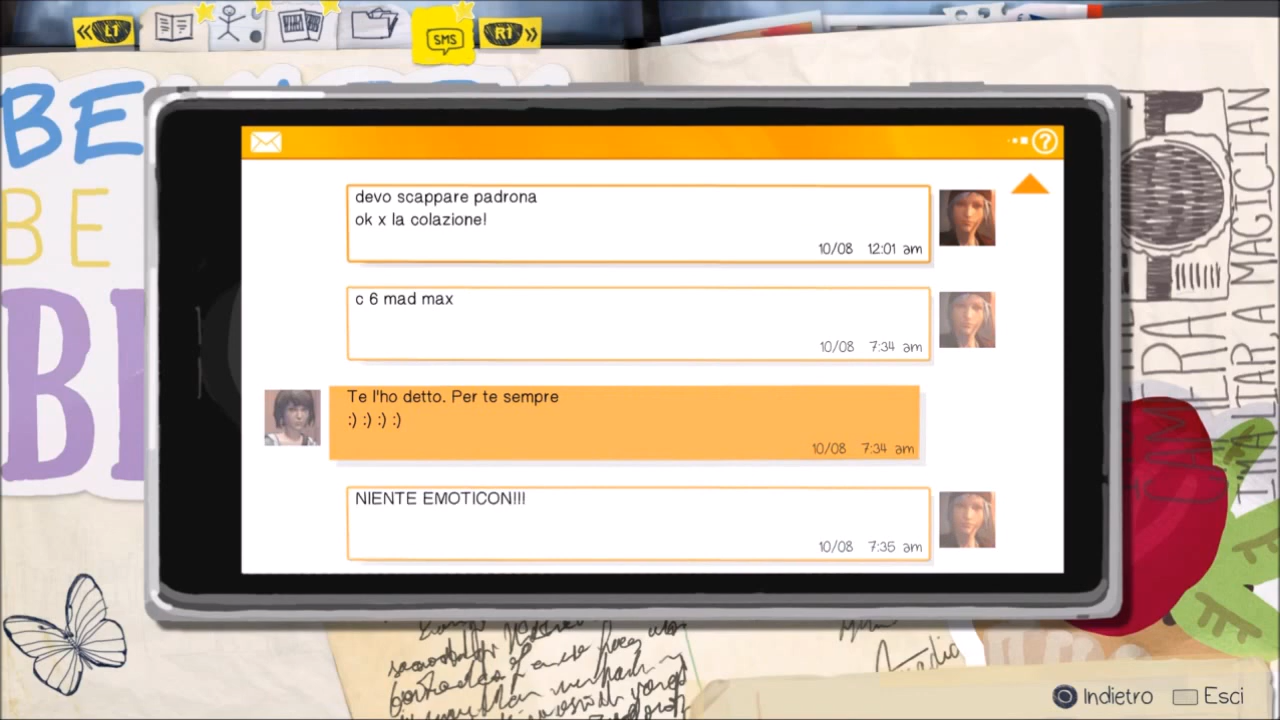 L1
SMS
R1
BE
BE
?
devo scappare padrona
ok x la colazione!
10/08 12:01 am
c 6 mad max
10/08 7:34 am
Te l'ho detto. Per te sempre
:) :) :) :)
10/08 7:34 am
NIENTE EMOTICON!!!
10/08 7:35 am
CAMERA
MAGICIAN
Indietro
Esci